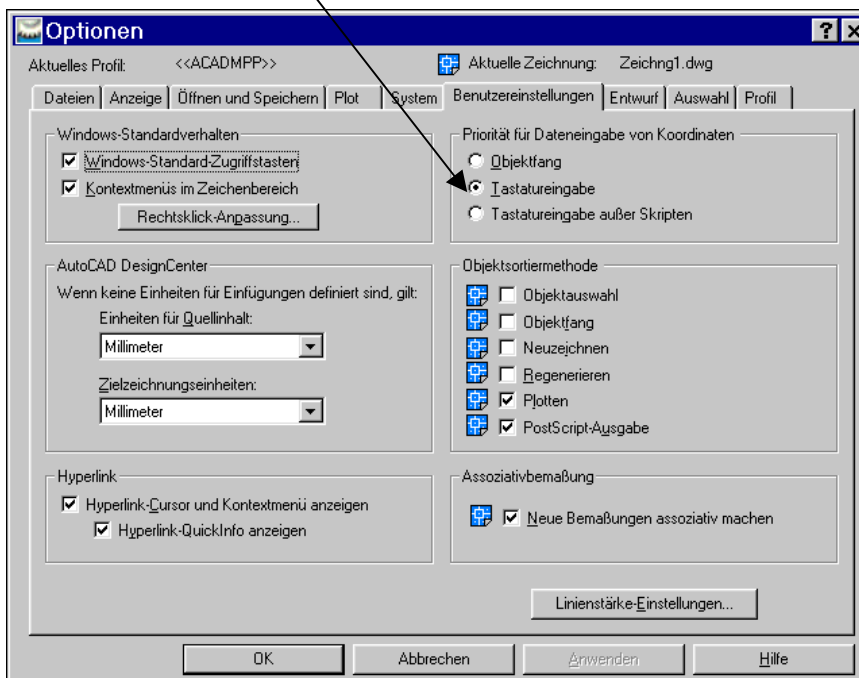 Optionen
Aktuelles Profil: <<ACADMPP>> Aktuelle Zeichnung: Zeichng1.dwg
Dateien Anzeige Öffnen und Speichern Plot System Benutzereinstellungen Entwurf Auswahl Profil
Windows-Standardverhalten
Windows-Standard-Zugriffstasten
Kontextmenüs im Zeichenbereich
Rechtsklick-Anpassung...
Priorität für Dateneingabe von Koordinaten
Objektfang
Tastatureingabe
Tastatureingabe außer Skripten
AutoCAD DesignCenter
Wenn keine Einheiten für Einfügungen definiert sind, gilt:
Einheiten für Quellinhalt:
Millimeter
Zielzeichnungseinheiten:
Millimeter
Objektsortiermethode
Objektauswahl
Objektfang
Neuzeichnen
Regenerieren
Plotten
PostScript-Ausgabe
Hyperlink
Hyperlink-Cursor und Kontextmenü anzeigen
Hyperlink-QuickInfo anzeigen
Assoziativbemaßung
Neue Bemaßungen assoziativ machen
Linienstärke-Einstellungen...
OK Abbrechen Anwenden Hilfe